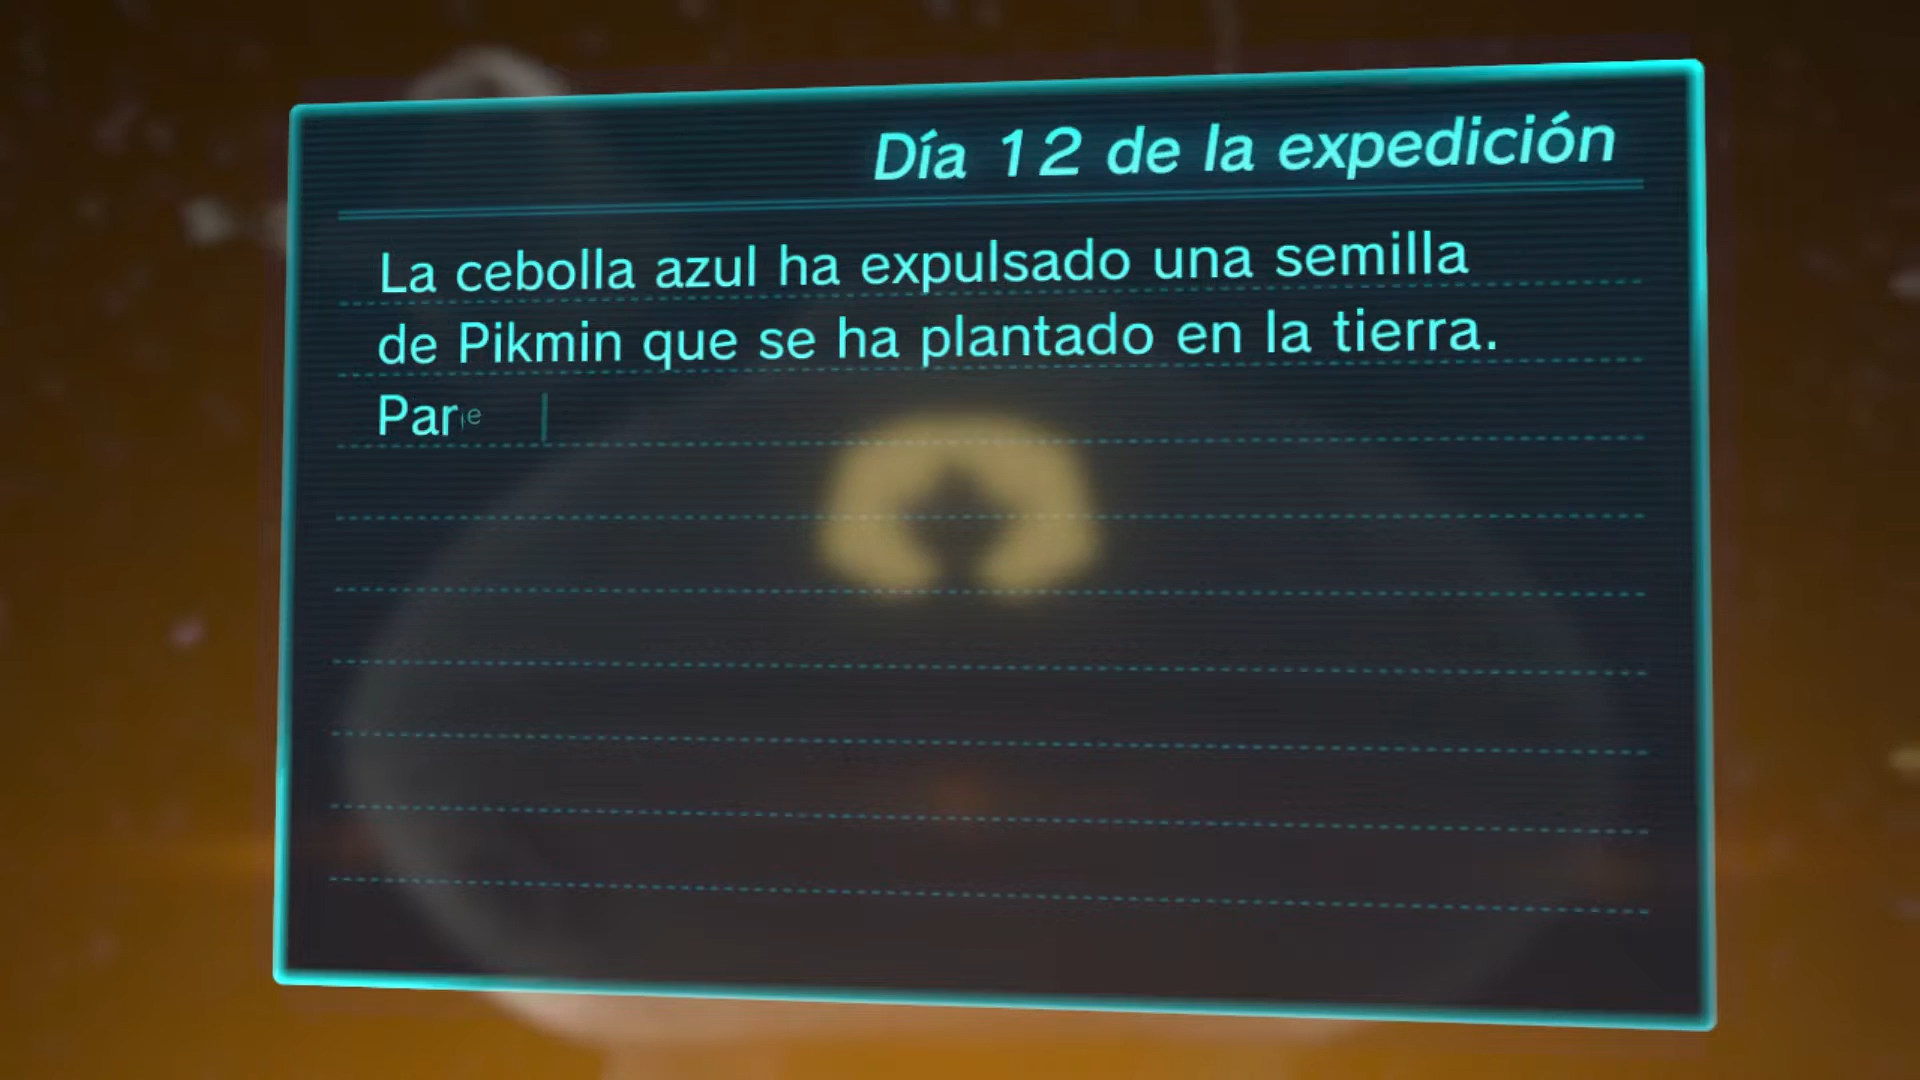 Día 12 de la expedición
La cebolla azul ha expulsado una semilla
de Pikmin que se ha plantado en la tierra.